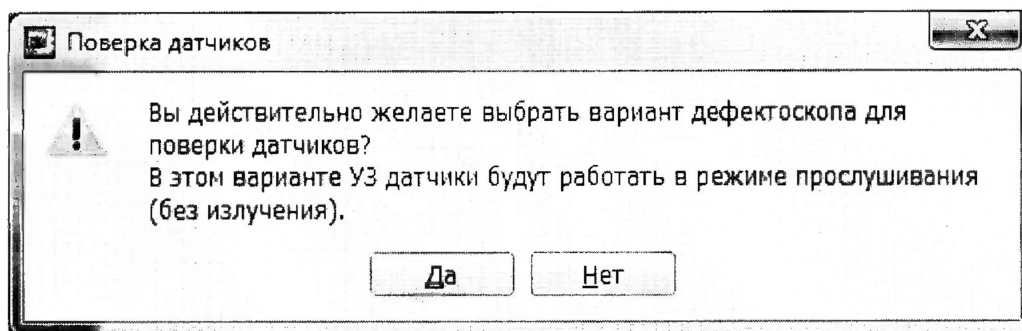 Поверка датчиков
Вы действительно желаете выбрать вариант дефектоскопа для
поверки датчиков?
В этом варианте УЗ датчики будут работать в режиме прослушивания
(без излучения).
Да
Нет